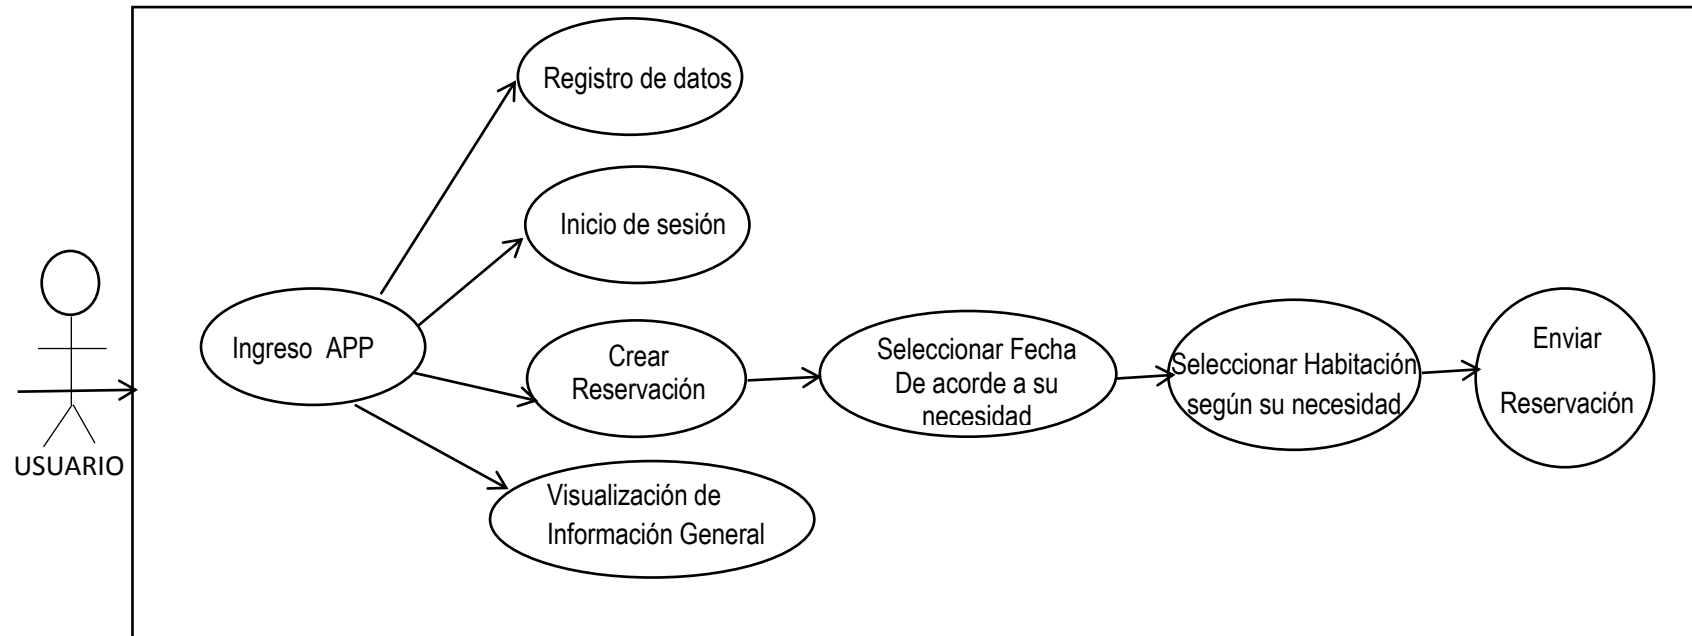 Registro de datos
Inicio de sesión
Ingreso APP
Crear
Reservación
Seleccionar Fecha
De acorde a su
necesidad
Seleccionar Habitación
según su necesidad
Enviar
Reservación
USUARIO
Visualización de
Información General